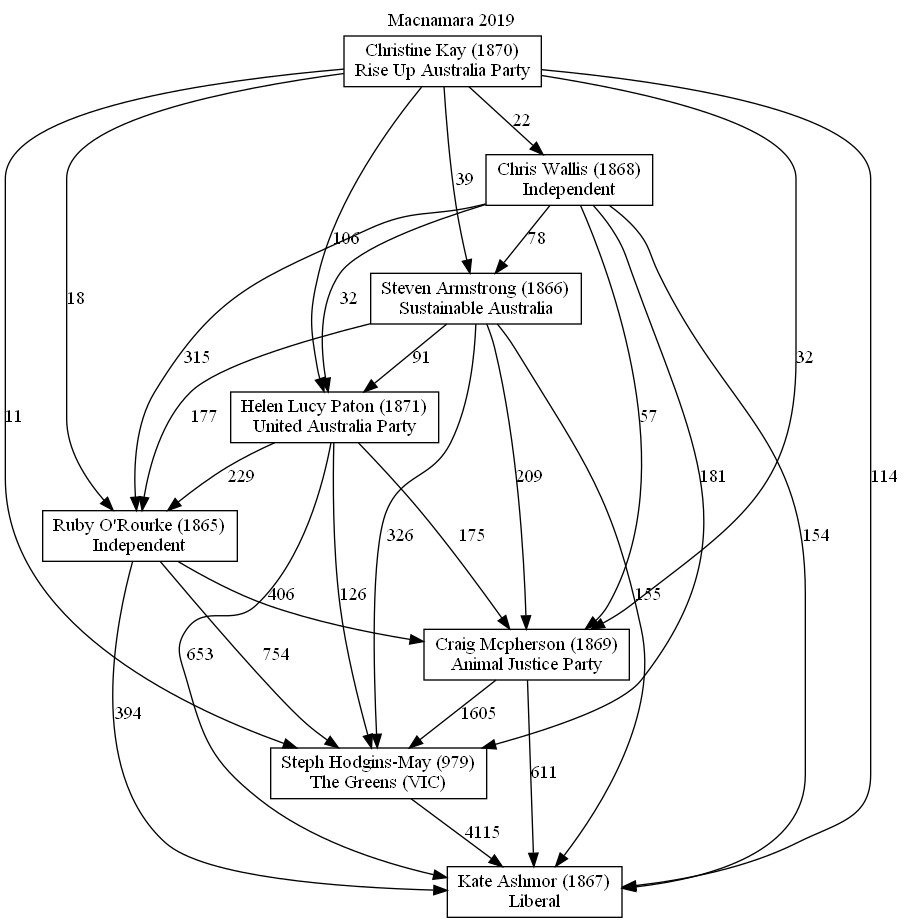 Macnamara 2019
Christine Kay (1870)
Rise Up Australia Party
22
Chris Wallis (1868)
Independent
39
106
78
Steven Armstrong (1866)
Sustainable Australia
18
32
315
91
32
Helen Lucy Paton (1871)
United Australia Party
11
177
57
229
209
175
181
114
Ruby O'Rourke (1865)
Independent
326
154
406
126
155
Craig Mcpherson (1869)
Animal Justice Party
653
754
394
1605
Steph Hodgins-May (979)
The Greens (VIC)
611
4115
Kate Ashmor (1867)
Liberal